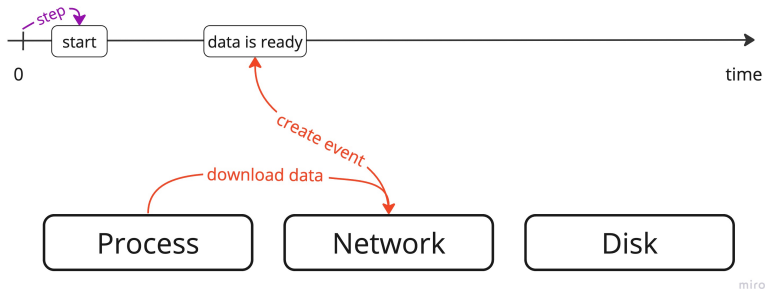 step
start
data is ready
0
time
create event
download data
Process
Network
Disk
miro